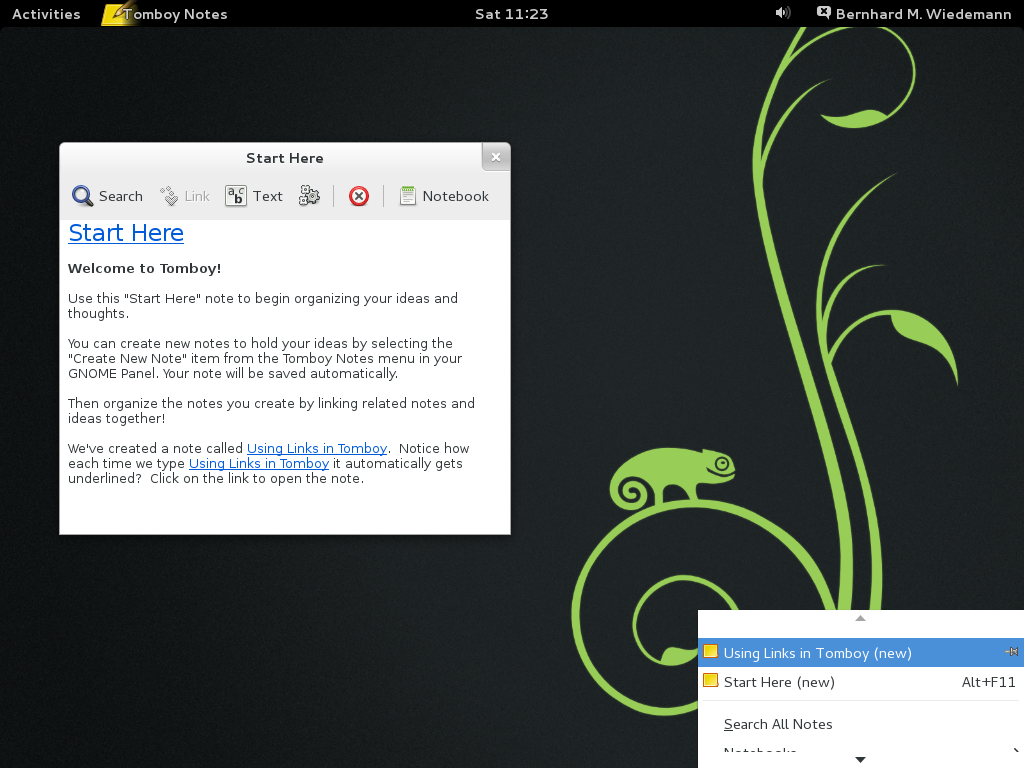 Activities Tomboy Notes Sat 11:23 Bernhard M. Wiedemann
Start Here
Search Link Text Notebook
Start Here
Welcome to Tomboy!
Use this "Start Here" note to begin organizing your ideas and
thoughts.
You can create new notes to hold your ideas by selecting the
"Create New Note" item from the Tomboy Notes menu in your
GNOME Panel. Your note will be saved automatically.
Then organize the notes you create by linking related notes and
ideas together!
We've created a note called Using Links in Tomboy.  Notice how
each time we type Using Links in Tomboy it automatically gets
underlined?  Click on the link to open the note.
Using Links in Tomboy (new)
Start Here (new) Alt+F11
Search All Notes
Notebooks